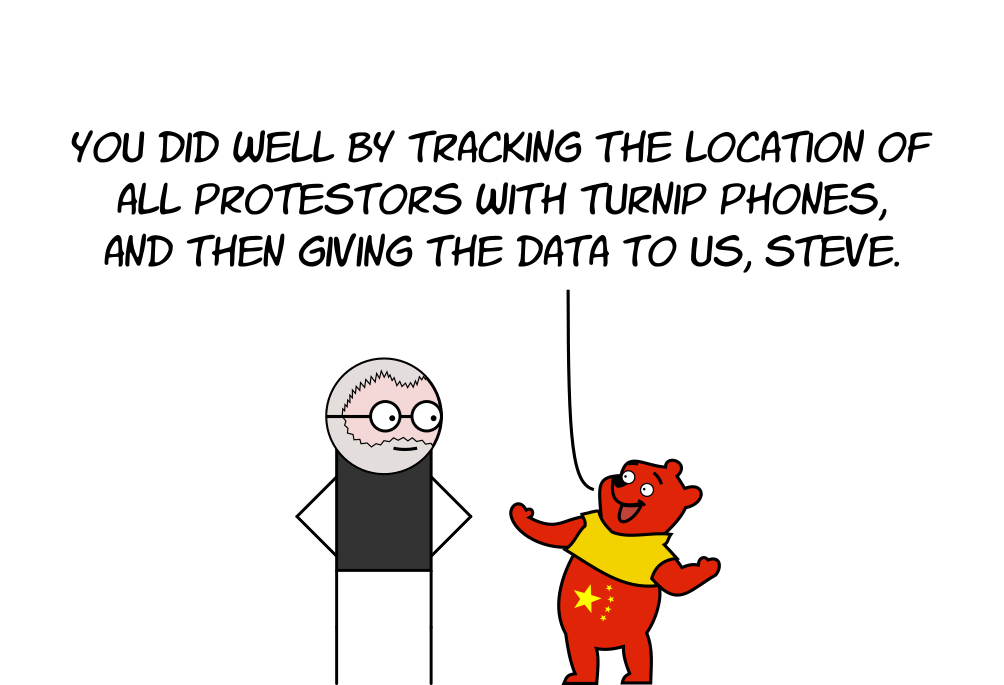 YOU DID WELL BY TRACKING THE LOCATION OF
ALL PROTESTORS WITH TURNIP PHONES,
AND THEN GIVING THE DATA TO US, STEVE.